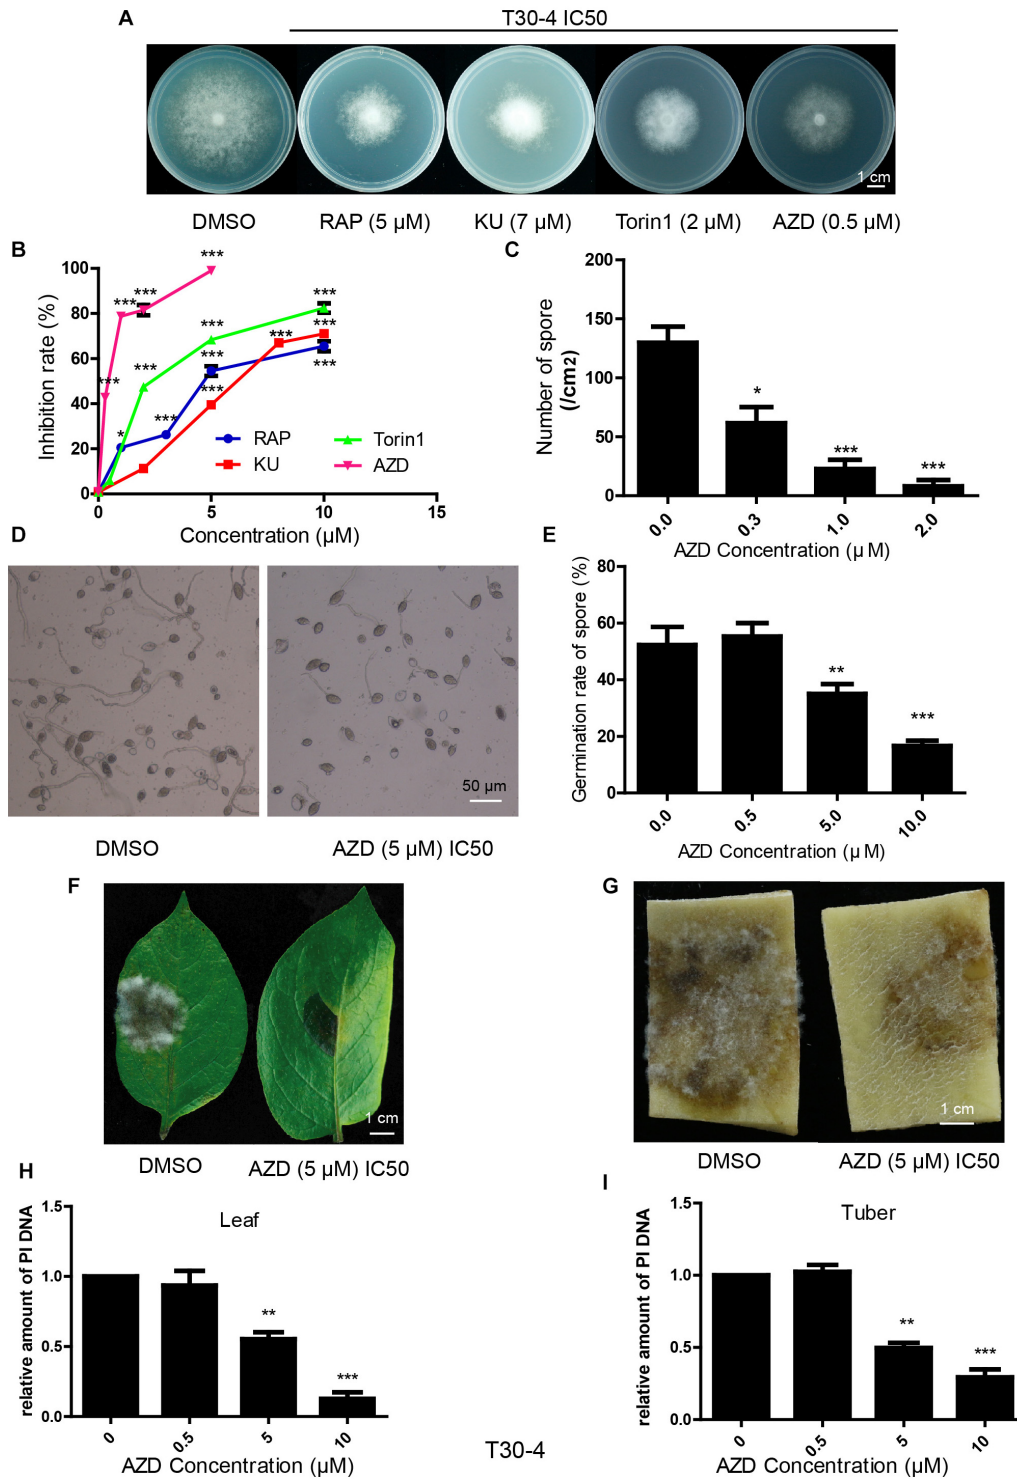 A
T30-4 IC50
1 cm
DMSO
RAP (5 µM)
KU (7 µM)
Torin1 (2 µM)
AZD (0.5 µM)
B
Inhibition rate (%)
100
80
60
40
20
0
0
5
10
15
Concentration (µM)
***
***
***
***
***
***
***
***
***
***
***
***
***
*
RAP
KU
Torin1
AZD
C
Number of spore
(/cm2)
200
150
100
50
0
*
***
***
0.0
0.3
1.0
2.0
AZD Concentration (µ M)
D
50 µm
DMSO
AZD (5 µM) IC50
E
Germination rate of spore (%)
80
60
40
20
0
**
***
0.0
0.5
5.0
10.0
AZD Concentration (µ M)
F
1 cm
DMSO
AZD (5 µM) IC50
G
1 cm
DMSO
AZD (5 µM) IC50
H
relative amount of PI DNA
1.5
1.0
0.5
0.0
Leaf
**
***
0
0.5
5
10
AZD Concentration (µM)
T30-4
I
relative amount of PI DNA
1.5
1.0
0.5
0.0
Tuber
**
***
0
0.5
5
10
AZD Concentration (µM)